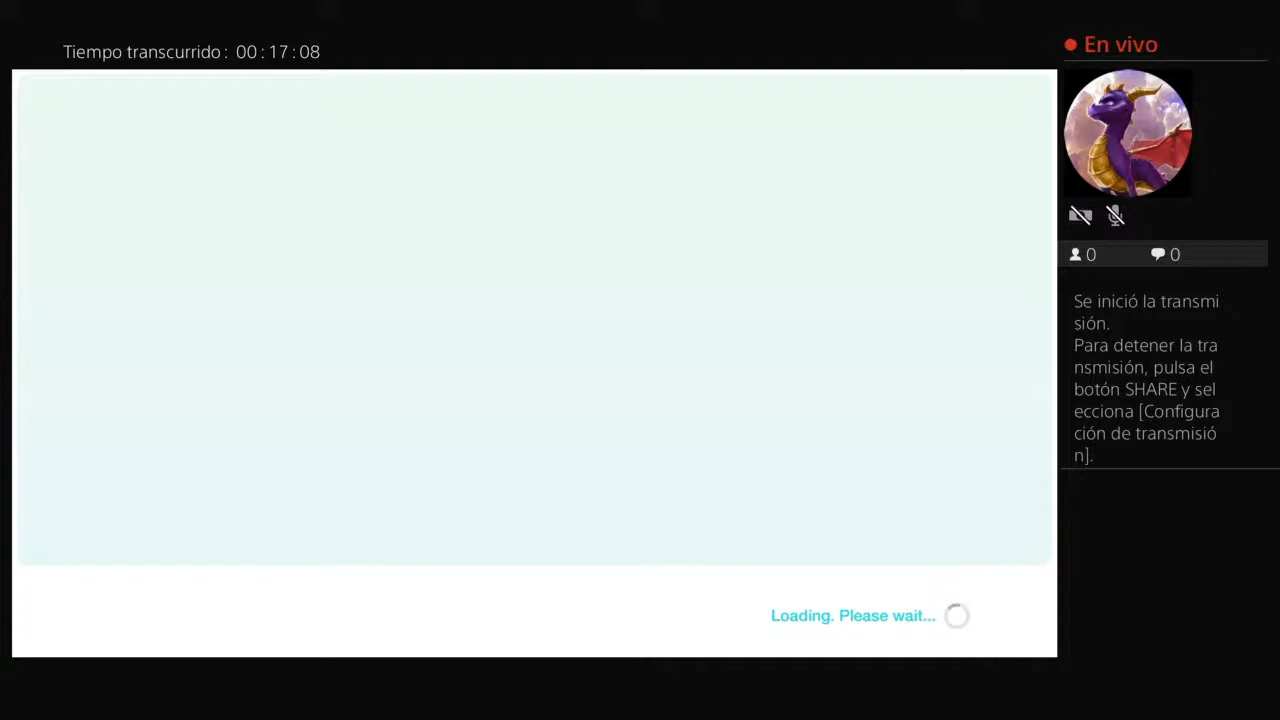 Tiempo transcurrido: 00:17:08
En vivo
0
0
Se inició la transmi
sión.
Para detener la tra
nsmisión, pulsa el
botón SHARE y sel
ecciona [Configura
ción de transmisió
n].
Loading. Please wait...